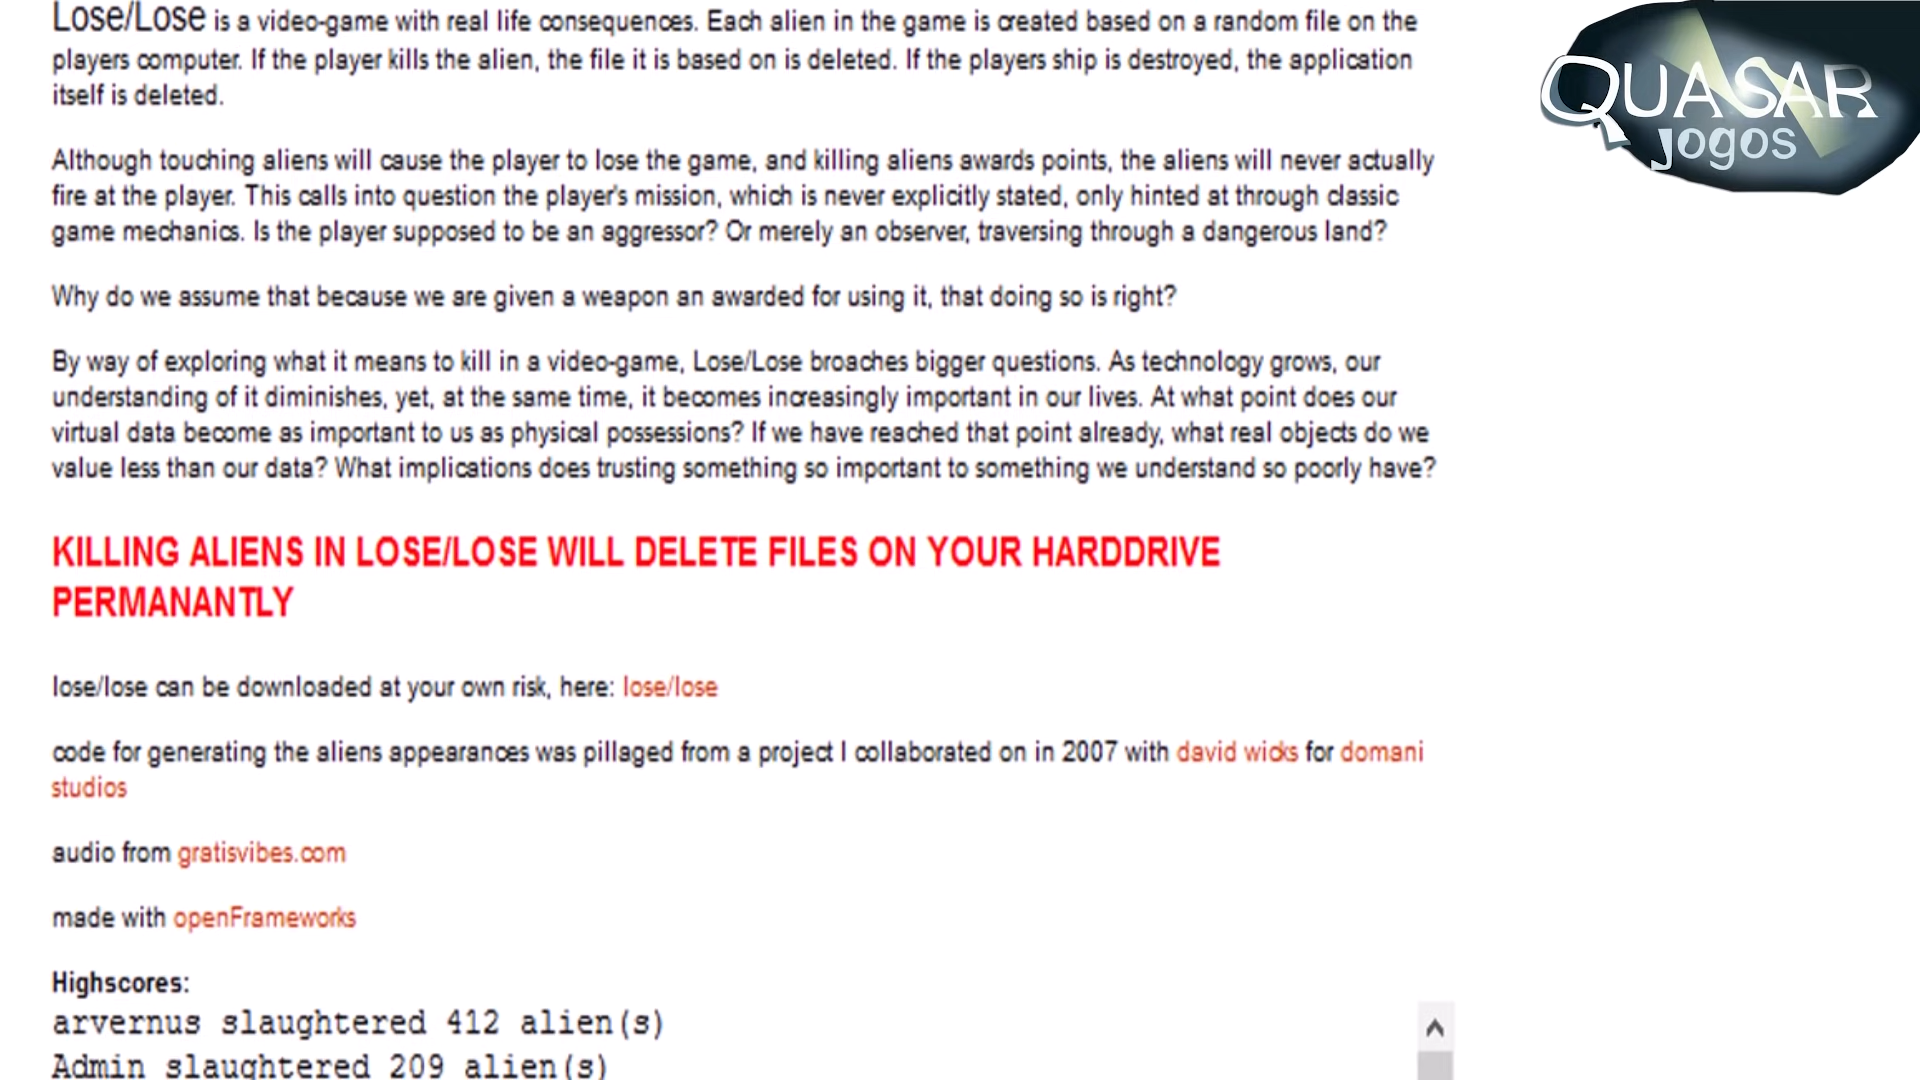 Lose/Lose is a video-game with real life consequences. Each alien in the game is created based on a random file on the
players computer. If the player kills the alien, the file it is based on is deleted. If the players ship is destroyed, the application
itself is deleted.
Although touching aliens will cause the player to lose the game, and killing aliens awards points, the aliens will never actually
fire at the player. This calls into question the player's mission, which is never explicitly stated, only hinted at through classic
game mechanics. Is the player supposed to be an aggressor? Or merely an observer, traversing through a dangerous land?
Why do we assume that because we are given a weapon an awarded for using it, that doing so is right?
By way of exploring what it means to kill in a video-game, Lose/Lose broaches bigger questions. As technology grows, our
understanding of it diminishes, yet, at the same time, it becomes increasingly important in our lives. At what point does our
virtual data become as important to us as physical possessions? If we have reached that point already, what real objects do we
value less than our data? What implications does trusting something so important to something we understand so poorly have?
KILLING ALIENS IN LOSE/LOSE WILL DELETE FILES ON YOUR HARDDRIVE
PERMANANTLY
lose/lose can be downloaded at your own risk, here: lose/lose
code for generating the aliens appearances was pillaged from a project I collaborated on in 2007 with david wicks for domani
studios
audio from gratisvibes.com
made with openFrameworks
Highscores:
arvernus slaughtered 412 alien(s)
Admin slaughtered 209 alien(s)
QUASAR
jogos